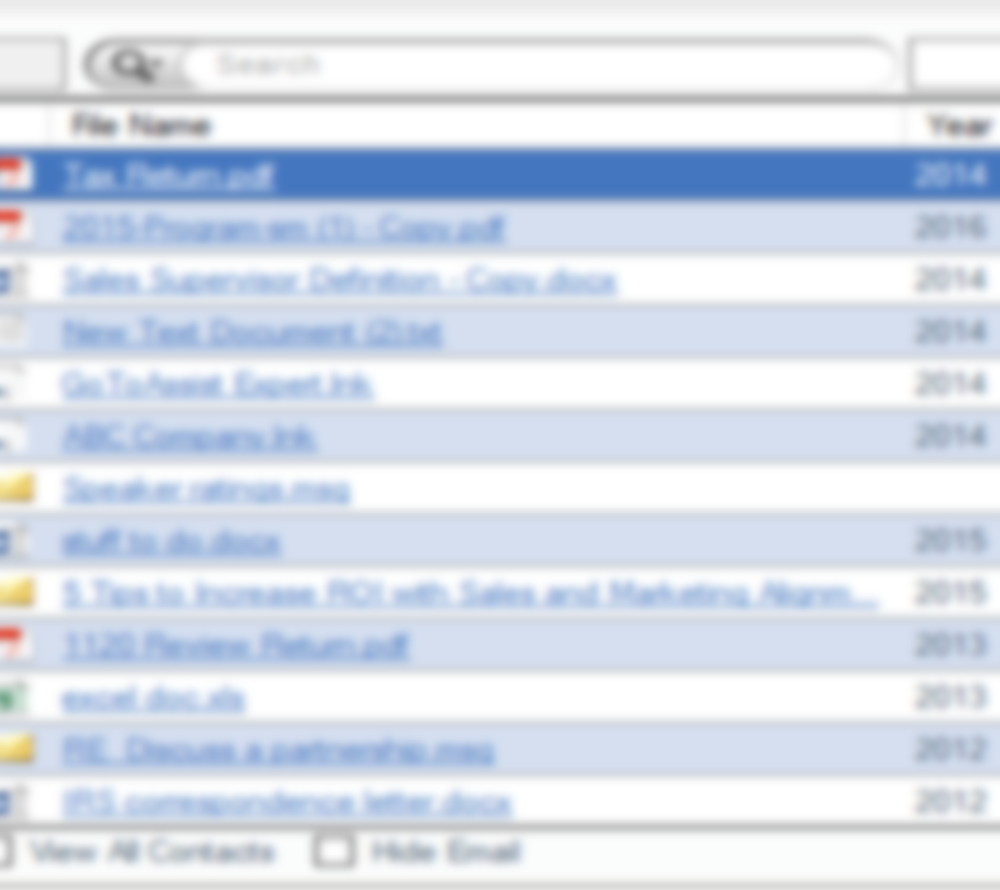 Search
File Name Year
Tax Return.pdf 2014
2015-Program-en (1) - Copy.pdf 2016
Sales Supervisor Definition - Copy.docx 2014
New Text Document (2).txt 2014
GoToAssist Expert.lnk 2014
ABC Company.lnk 2014
Speaker ratings.msg
stuff to do.docx 2015
5 Tips to Increase ROI with Sales and Marketing Alignm... 2015
1120 Review Return.pdf 2013
excel doc.xls 2013
RE_ Discuss a partnership.msg 2012
IRS correspondence letter.docx 2012
View All Contacts Hide Email